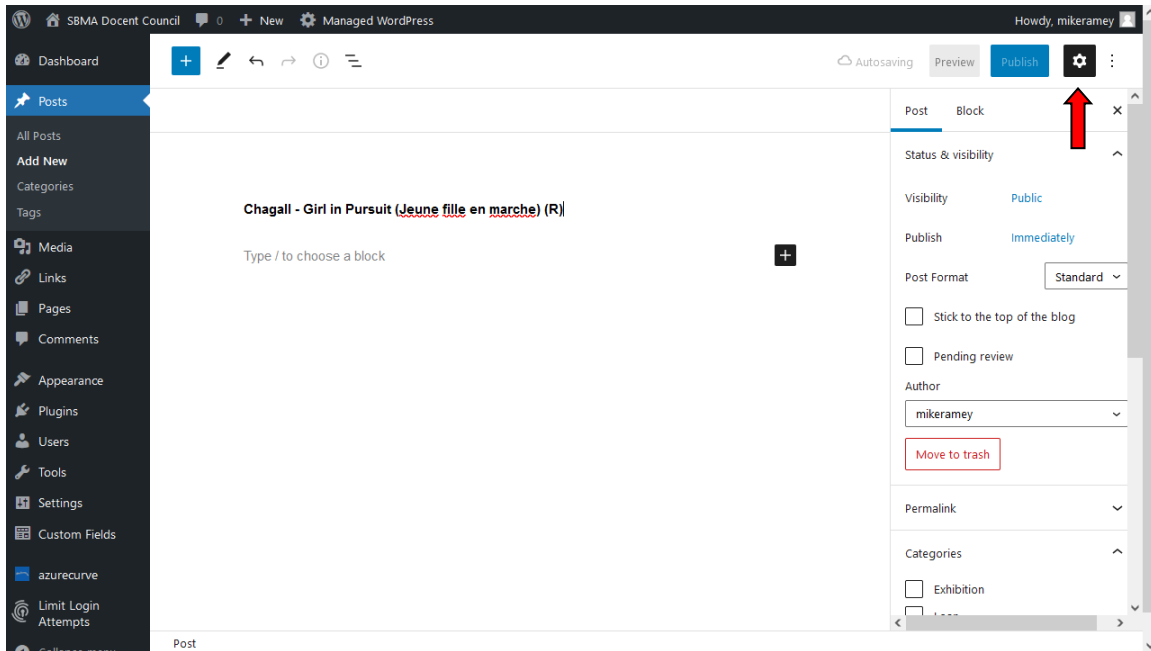 SBMA Docent Council 0 New Managed WordPress Howdy, mikeramey
Dashboard
Posts
All Posts
Add New
Categories
Tags
Media
Links
Pages
Comments
Appearance
Plugins
Users
Tools
Settings
Custom Fields
azurecurve
Limit Login
Attempts
Collapse menu
Autosaving Preview Publish
Chagall - Girl in Pursuit (Jeune fille en marche) (R)
Type / to choose a block
Post Block
Status & visibility
Visibility Public
Publish Immediately
Post Format Standard
Stick to the top of the blog
Pending review
Author
mikeramey
Move to trash
Permalink
Categories
Exhibition
Post